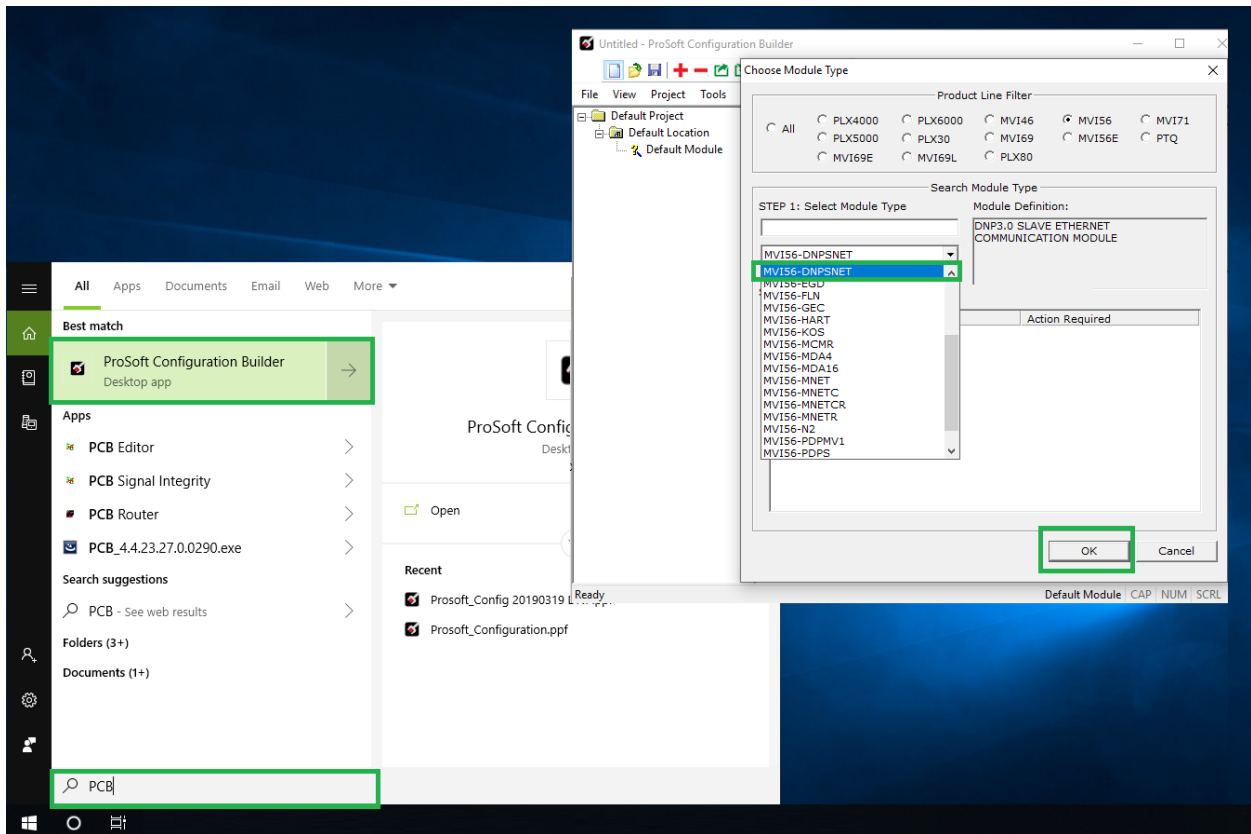 Untitled - ProSoft Configuration Builder
File View Project Tools
Default Project
Default Location
Default Module
Choose Module Type
Product Line Filter
All
PLX4000 PLX6000 MVI46 MVI56 MVI71
PLX5000 PLX30 MVI69 MVI56E PTQ
MVI69E MVI69L PLX80
Search Module Type
STEP 1: Select Module Type
Module Definition:
DNP3.0 SLAVE ETHERNET
COMMUNICATION MODULE
MVI56-DNPSNET
MVI56-DNPSNET
MVI56-EGD
MVI56-FLN
MVI56-GEC
MVI56-HART
MVI56-KOS
MVI56-MCMR
MVI56-MDA4
MVI56-MDA16
MVI56-MNET
MVI56-MNETC
MVI56-MNETCR
MVI56-MNETR
MVI56-N2
MVI56-PDPMV1
MVI56-PDPS
Action Required
OK Cancel
Ready
Default Module CAP NUM SCRL
All Apps Documents Email Web More
Best match
ProSoft Configuration Builder
Desktop app
Apps
PCB Editor
PCB Signal Integrity
PCB Router
PCB_4.4.23.27.0.0290.exe
Search suggestions
PCB - See web results
Folders (3+)
Documents (1+)
ProSoft
Open
Recent
Prosoft_Config 20190319
Prosoft_Configuration.ppf
PCB